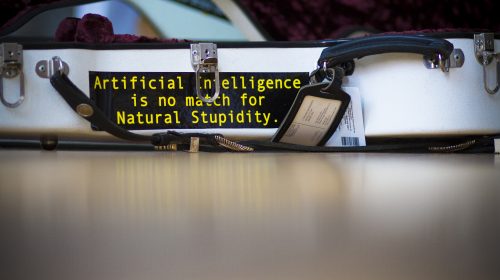 Artificial Intelligence
is no match for
Natural Stupidity.